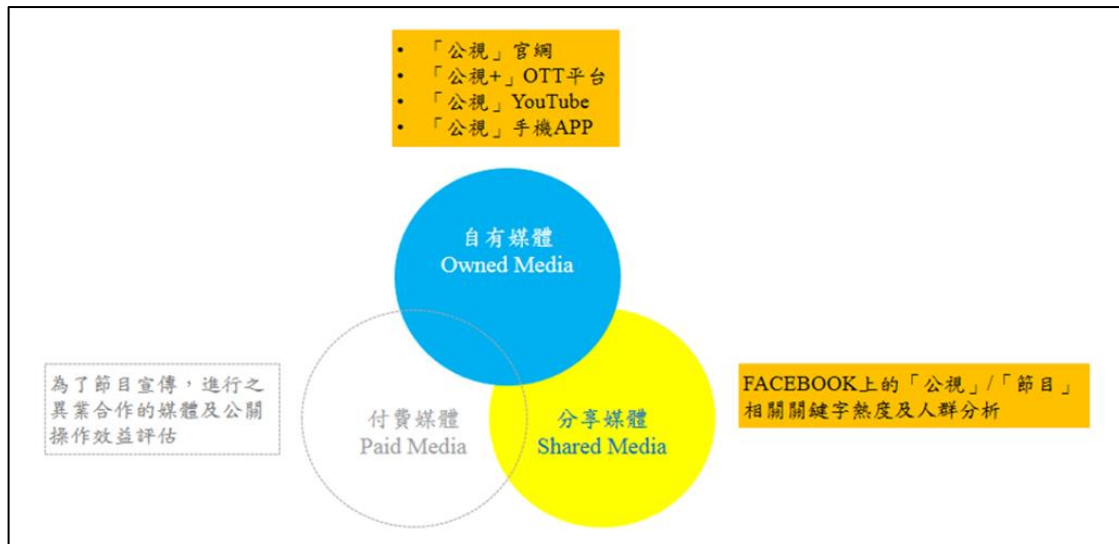 • 「公視」官網
• 「公視+」OTT平台
• 「公視」YouTube
• 「公視」手機APP
自有媒體
Owned Media
為了節目宣傳，進行之
異業合作的媒體及公關
操作效益評估
付費媒體
Paid Media
分享媒體
Shared Media
FACEBOOK上的「公視」/「節目」
相關關鍵字熱度及人群分析